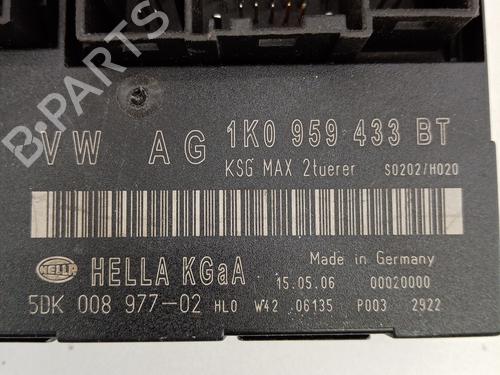 VW AG 1K0 959 433 BT
KSG MAX 2tuerer S0202/H020
HELLA HELLA KGaA Made in Germany
15.05.06 00020000
5DK 008 977-02 HL0 W42 06135 P003 2922
B-PARTS